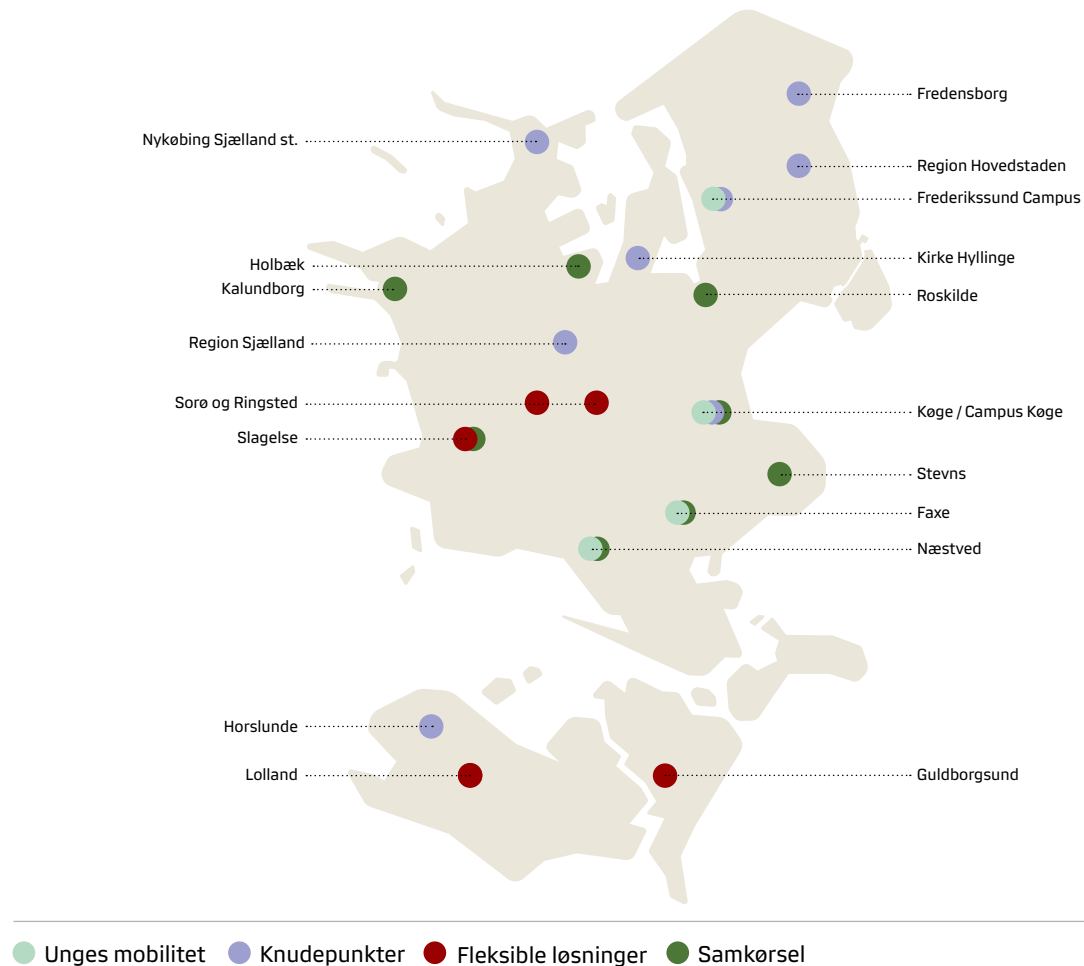 Nykøbing Sjælland st.
Holbæk
Kalundborg
Region Sjælland
Sorø og Ringsted
Slagelse
Horslunde
Lolland
Fredensborg
Region Hovedstaden
Frederikssund Campus
Kirke Hyllinge
Roskilde
Køge / Campus Køge
Stevns
Faxe
Næstved
Guldborgsund
Unges mobilitet Knudepunkter Fleksible løsninger Samkørsel